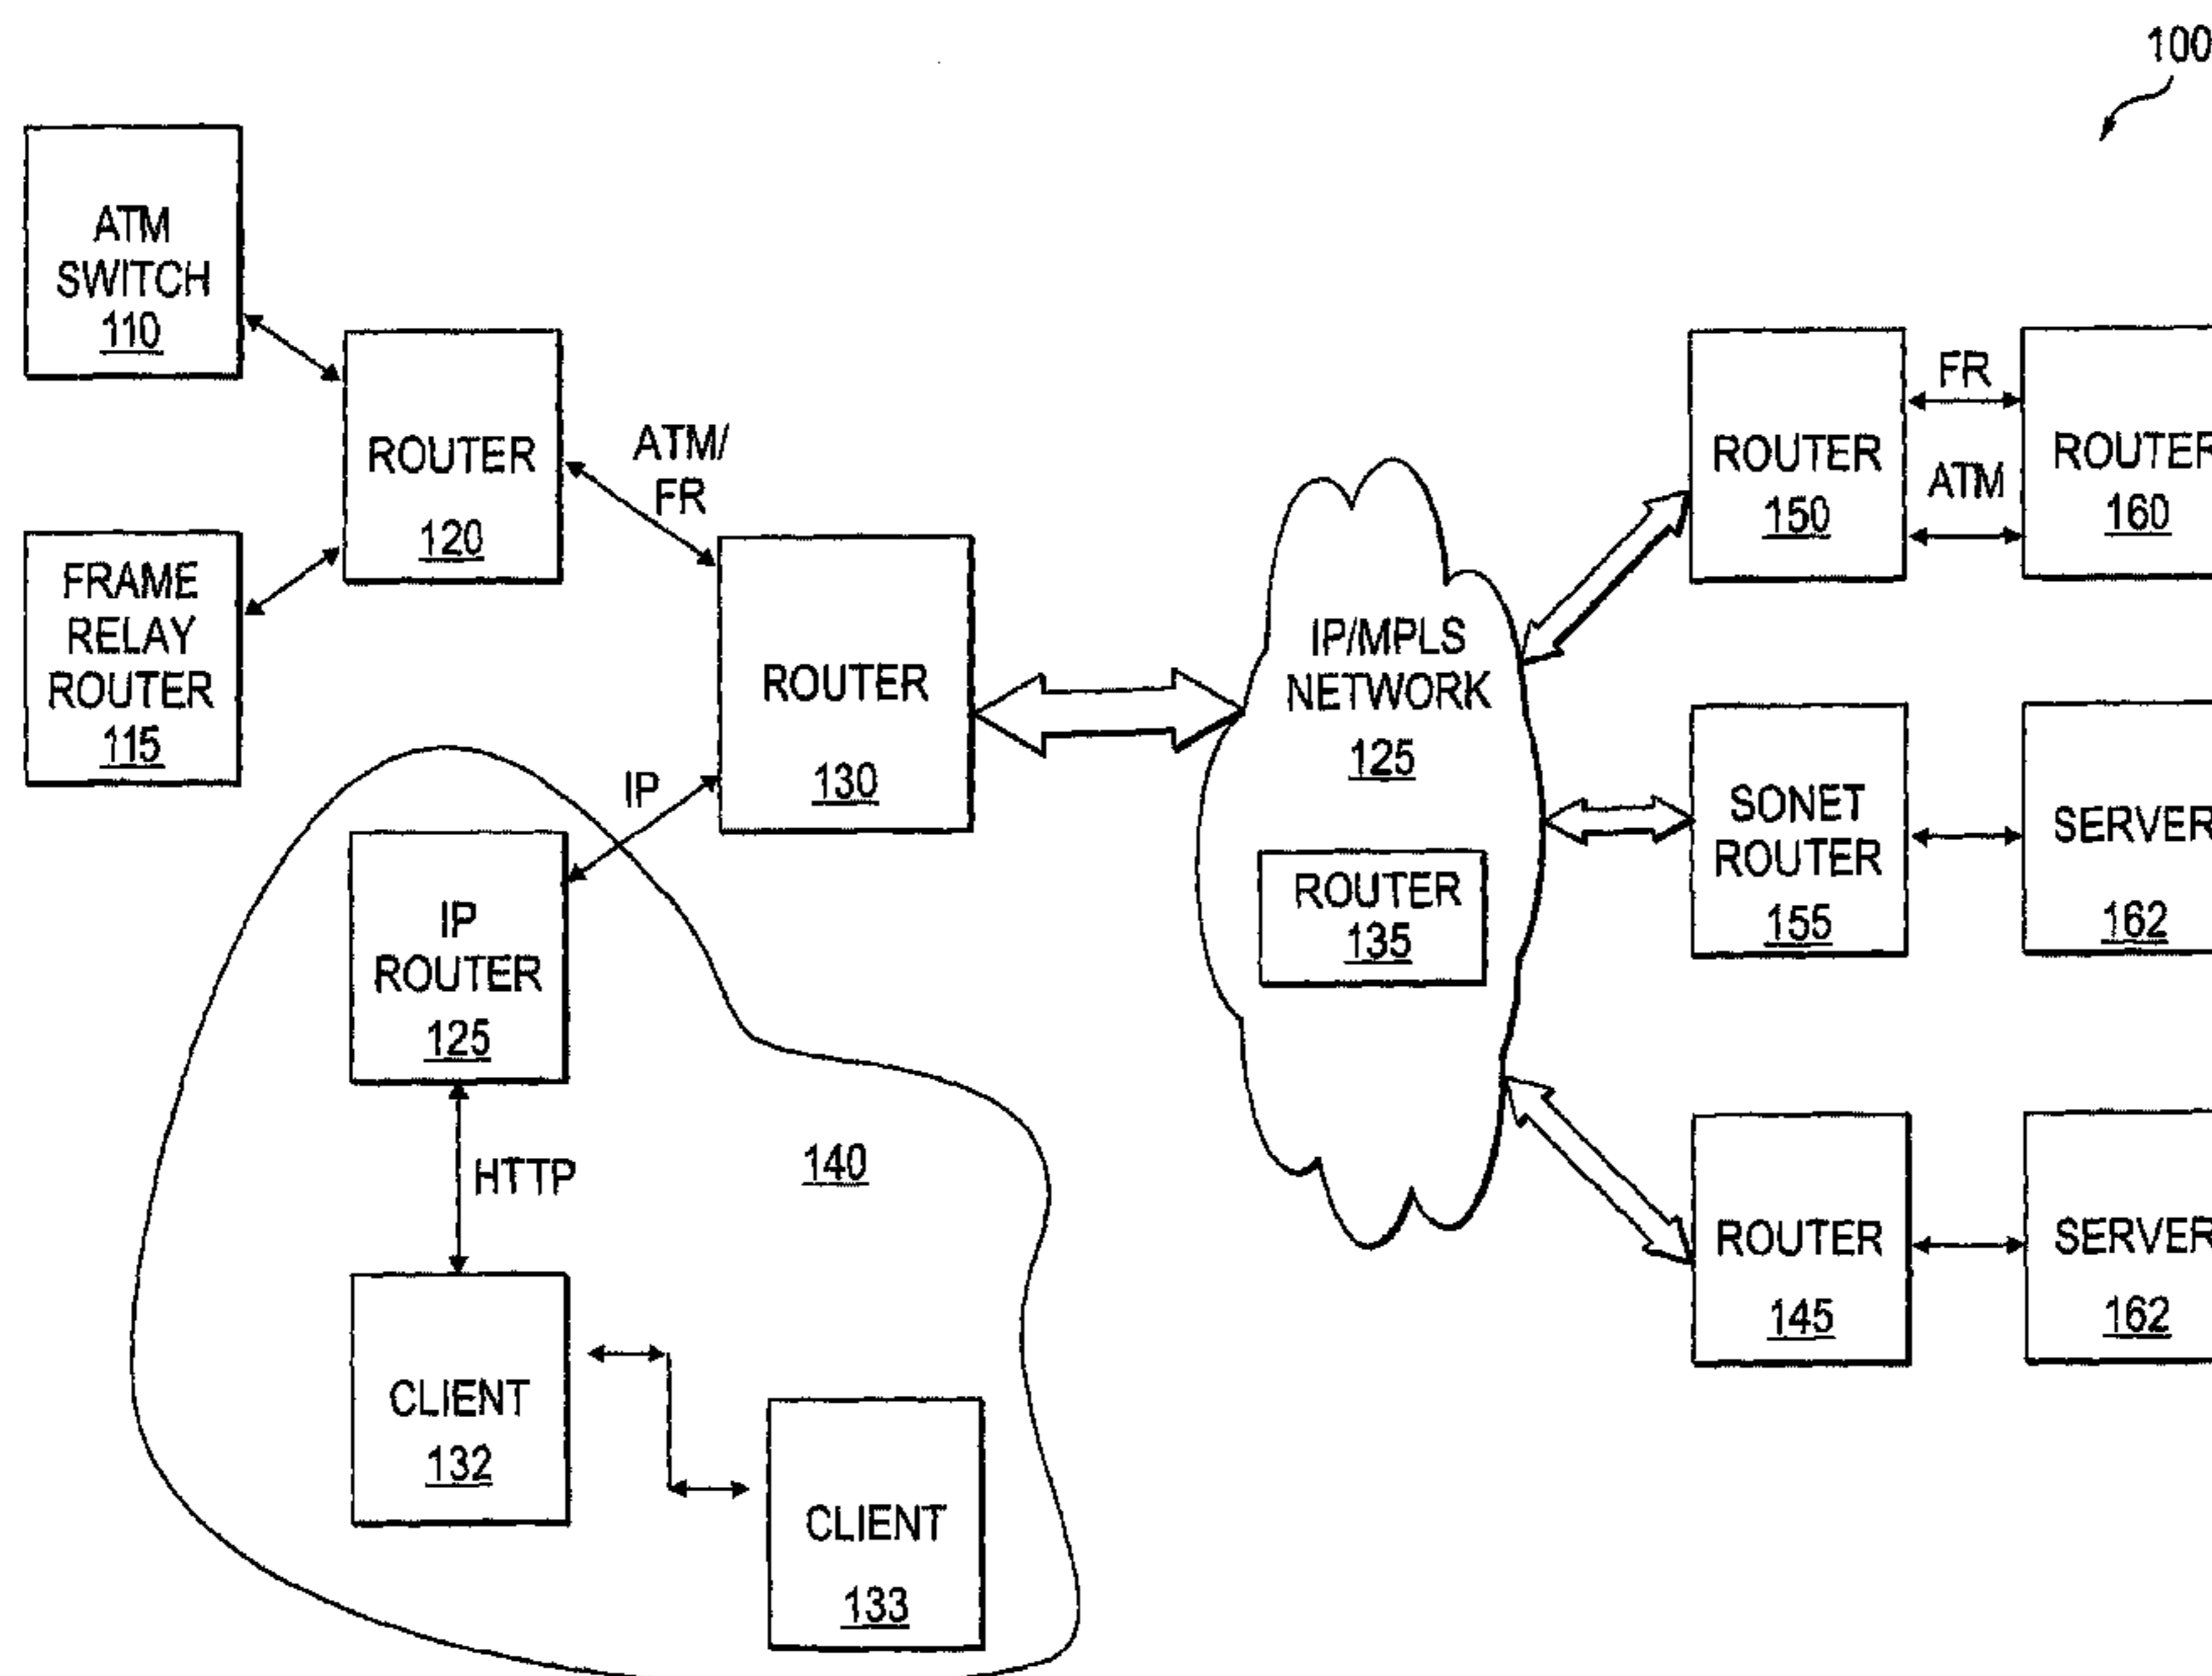 100
ATM
SWITCH
110
FRAME
RELAY
ROUTER
115
ROUTER
120
ATM/
FR
ROUTER
130
IP
IP
ROUTER
125
HTTP
140
CLIENT
132
CLIENT
133
IP/MPLS
NETWORK
125
ROUTER
135
ROUTER
150
FR
ATM
ROUTER
160
SONET
ROUTER
155
SERVER
162
ROUTER
145
SERVER
162